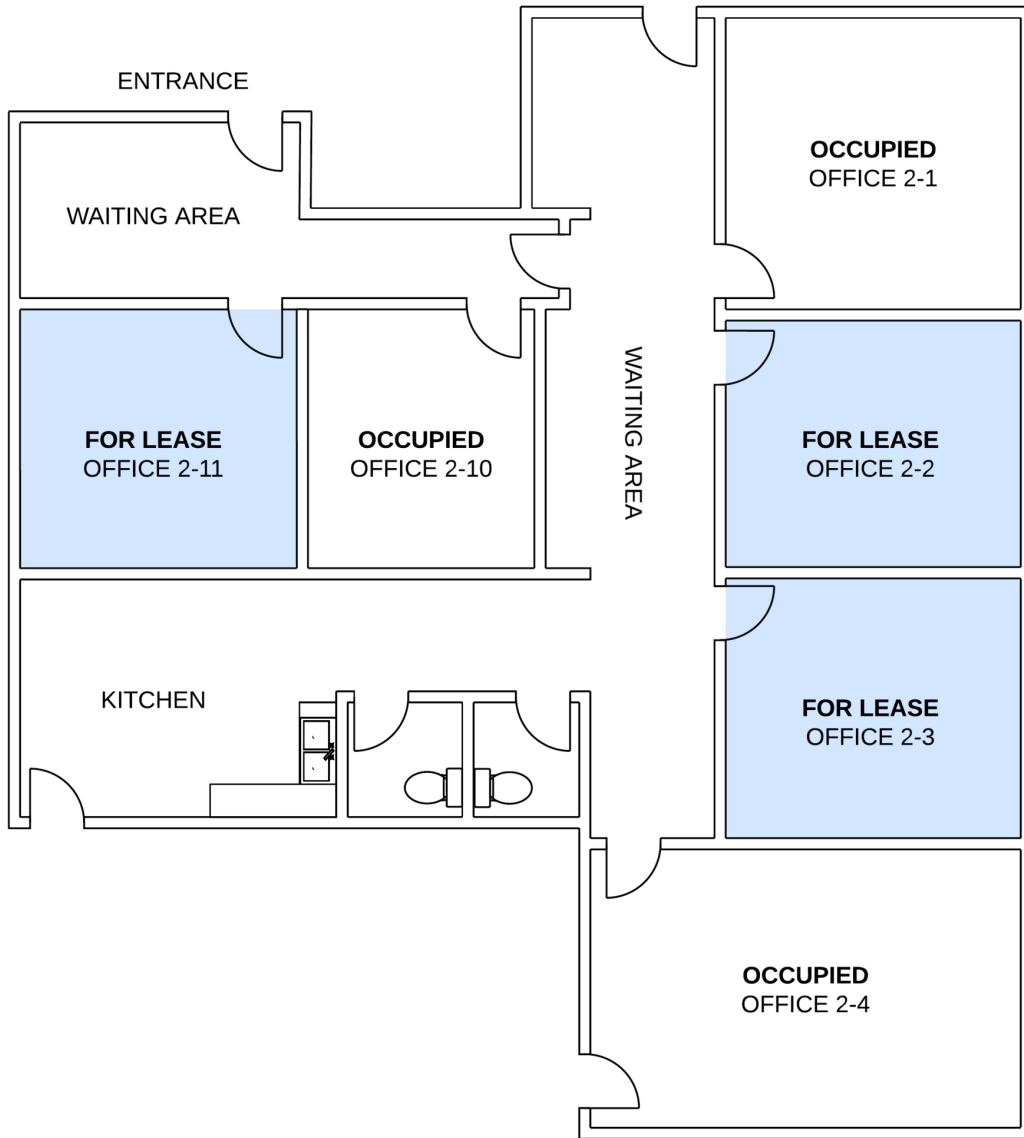 ENTRANCE
OCCUPIED
OFFICE 2-1
WAITING AREA
WAITING AREA
FOR LEASE
OFFICE 2-11
OCCUPIED
OFFICE 2-10
FOR LEASE
OFFICE 2-2
KITCHEN
FOR LEASE
OFFICE 2-3
OCCUPIED
OFFICE 2-4